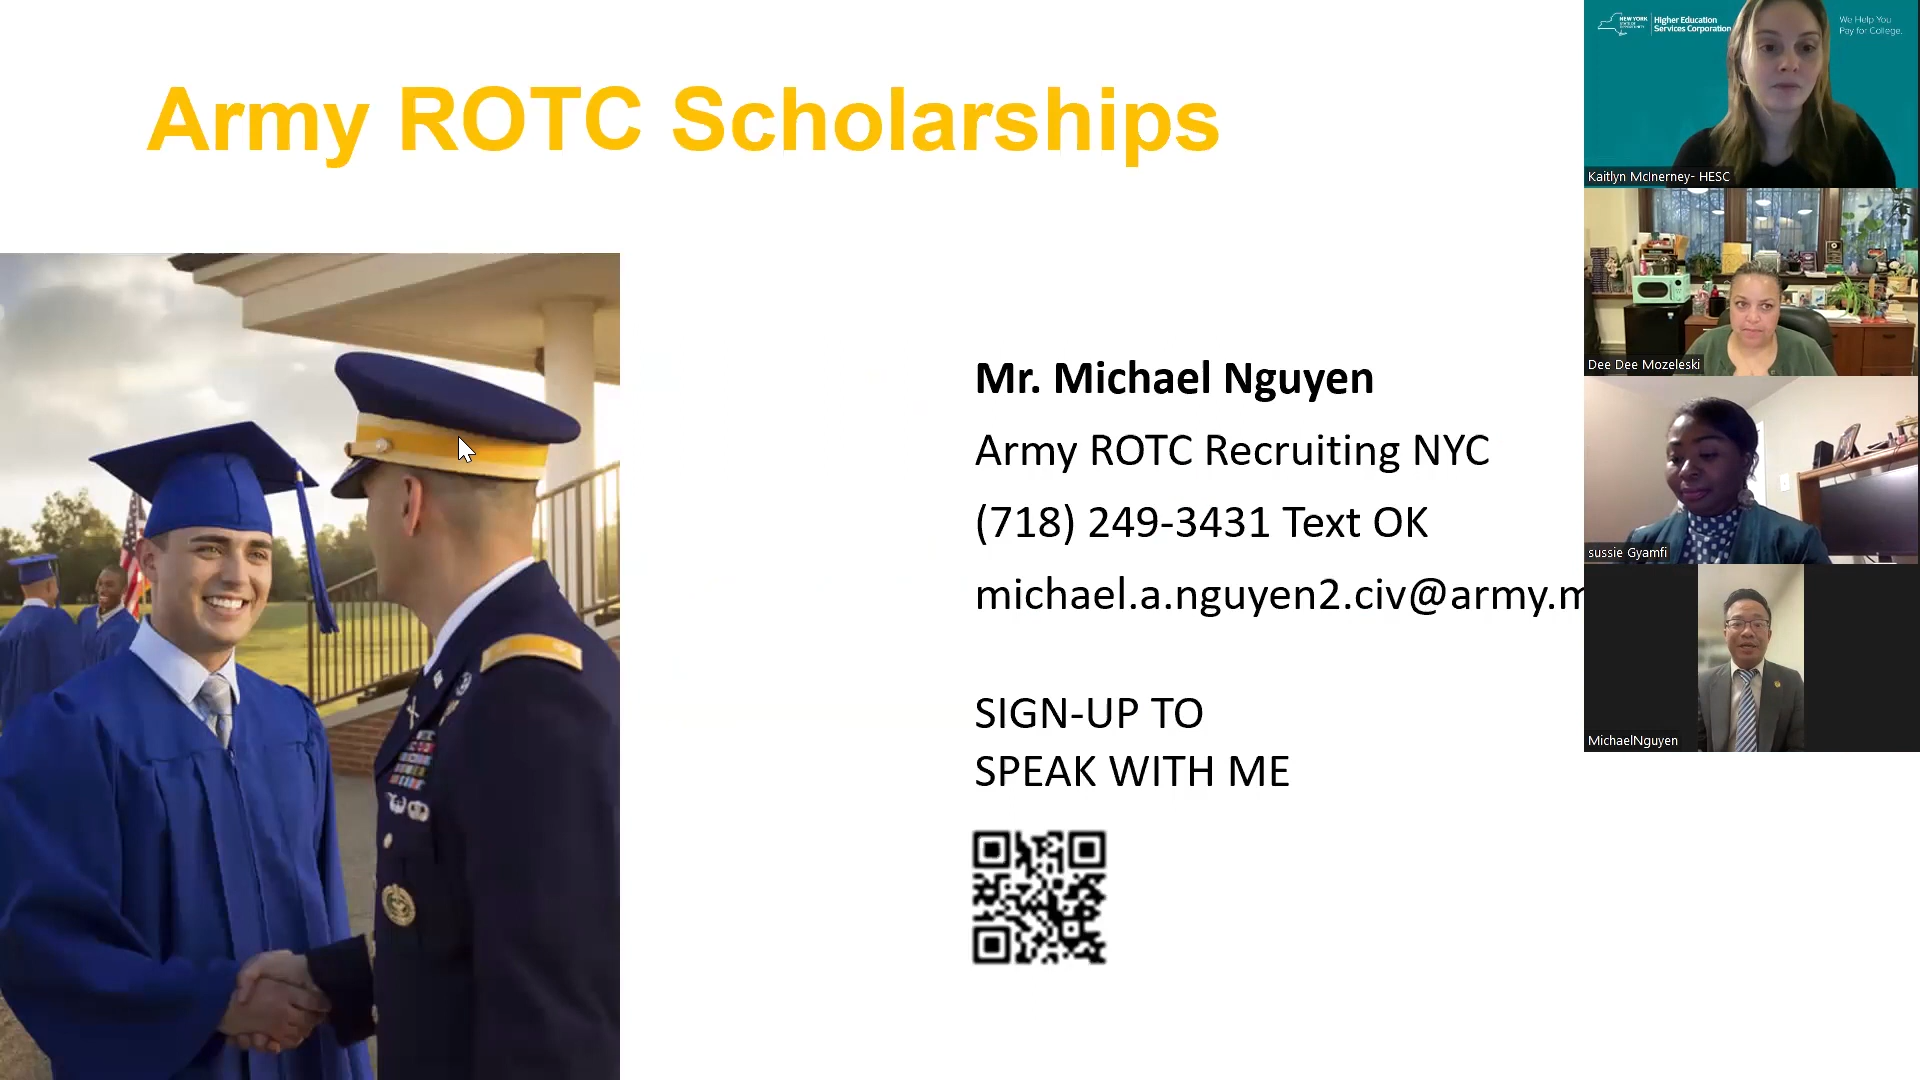 Army ROTC Scholarships
Mr. Michael Nguyen
Army ROTC Recruiting NYC
(718) 249-3431 Text OK
michael.a.nguyen2.civ@army.m
SIGN-UP TO
SPEAK WITH ME
NEW YORK
Higher Education
Services Corporation
We Help You
Pay for College.
Kaitlyn McInerney- HESC
Dee Dee Mozeleski
sussie Gyamfi
MichaelNguyen